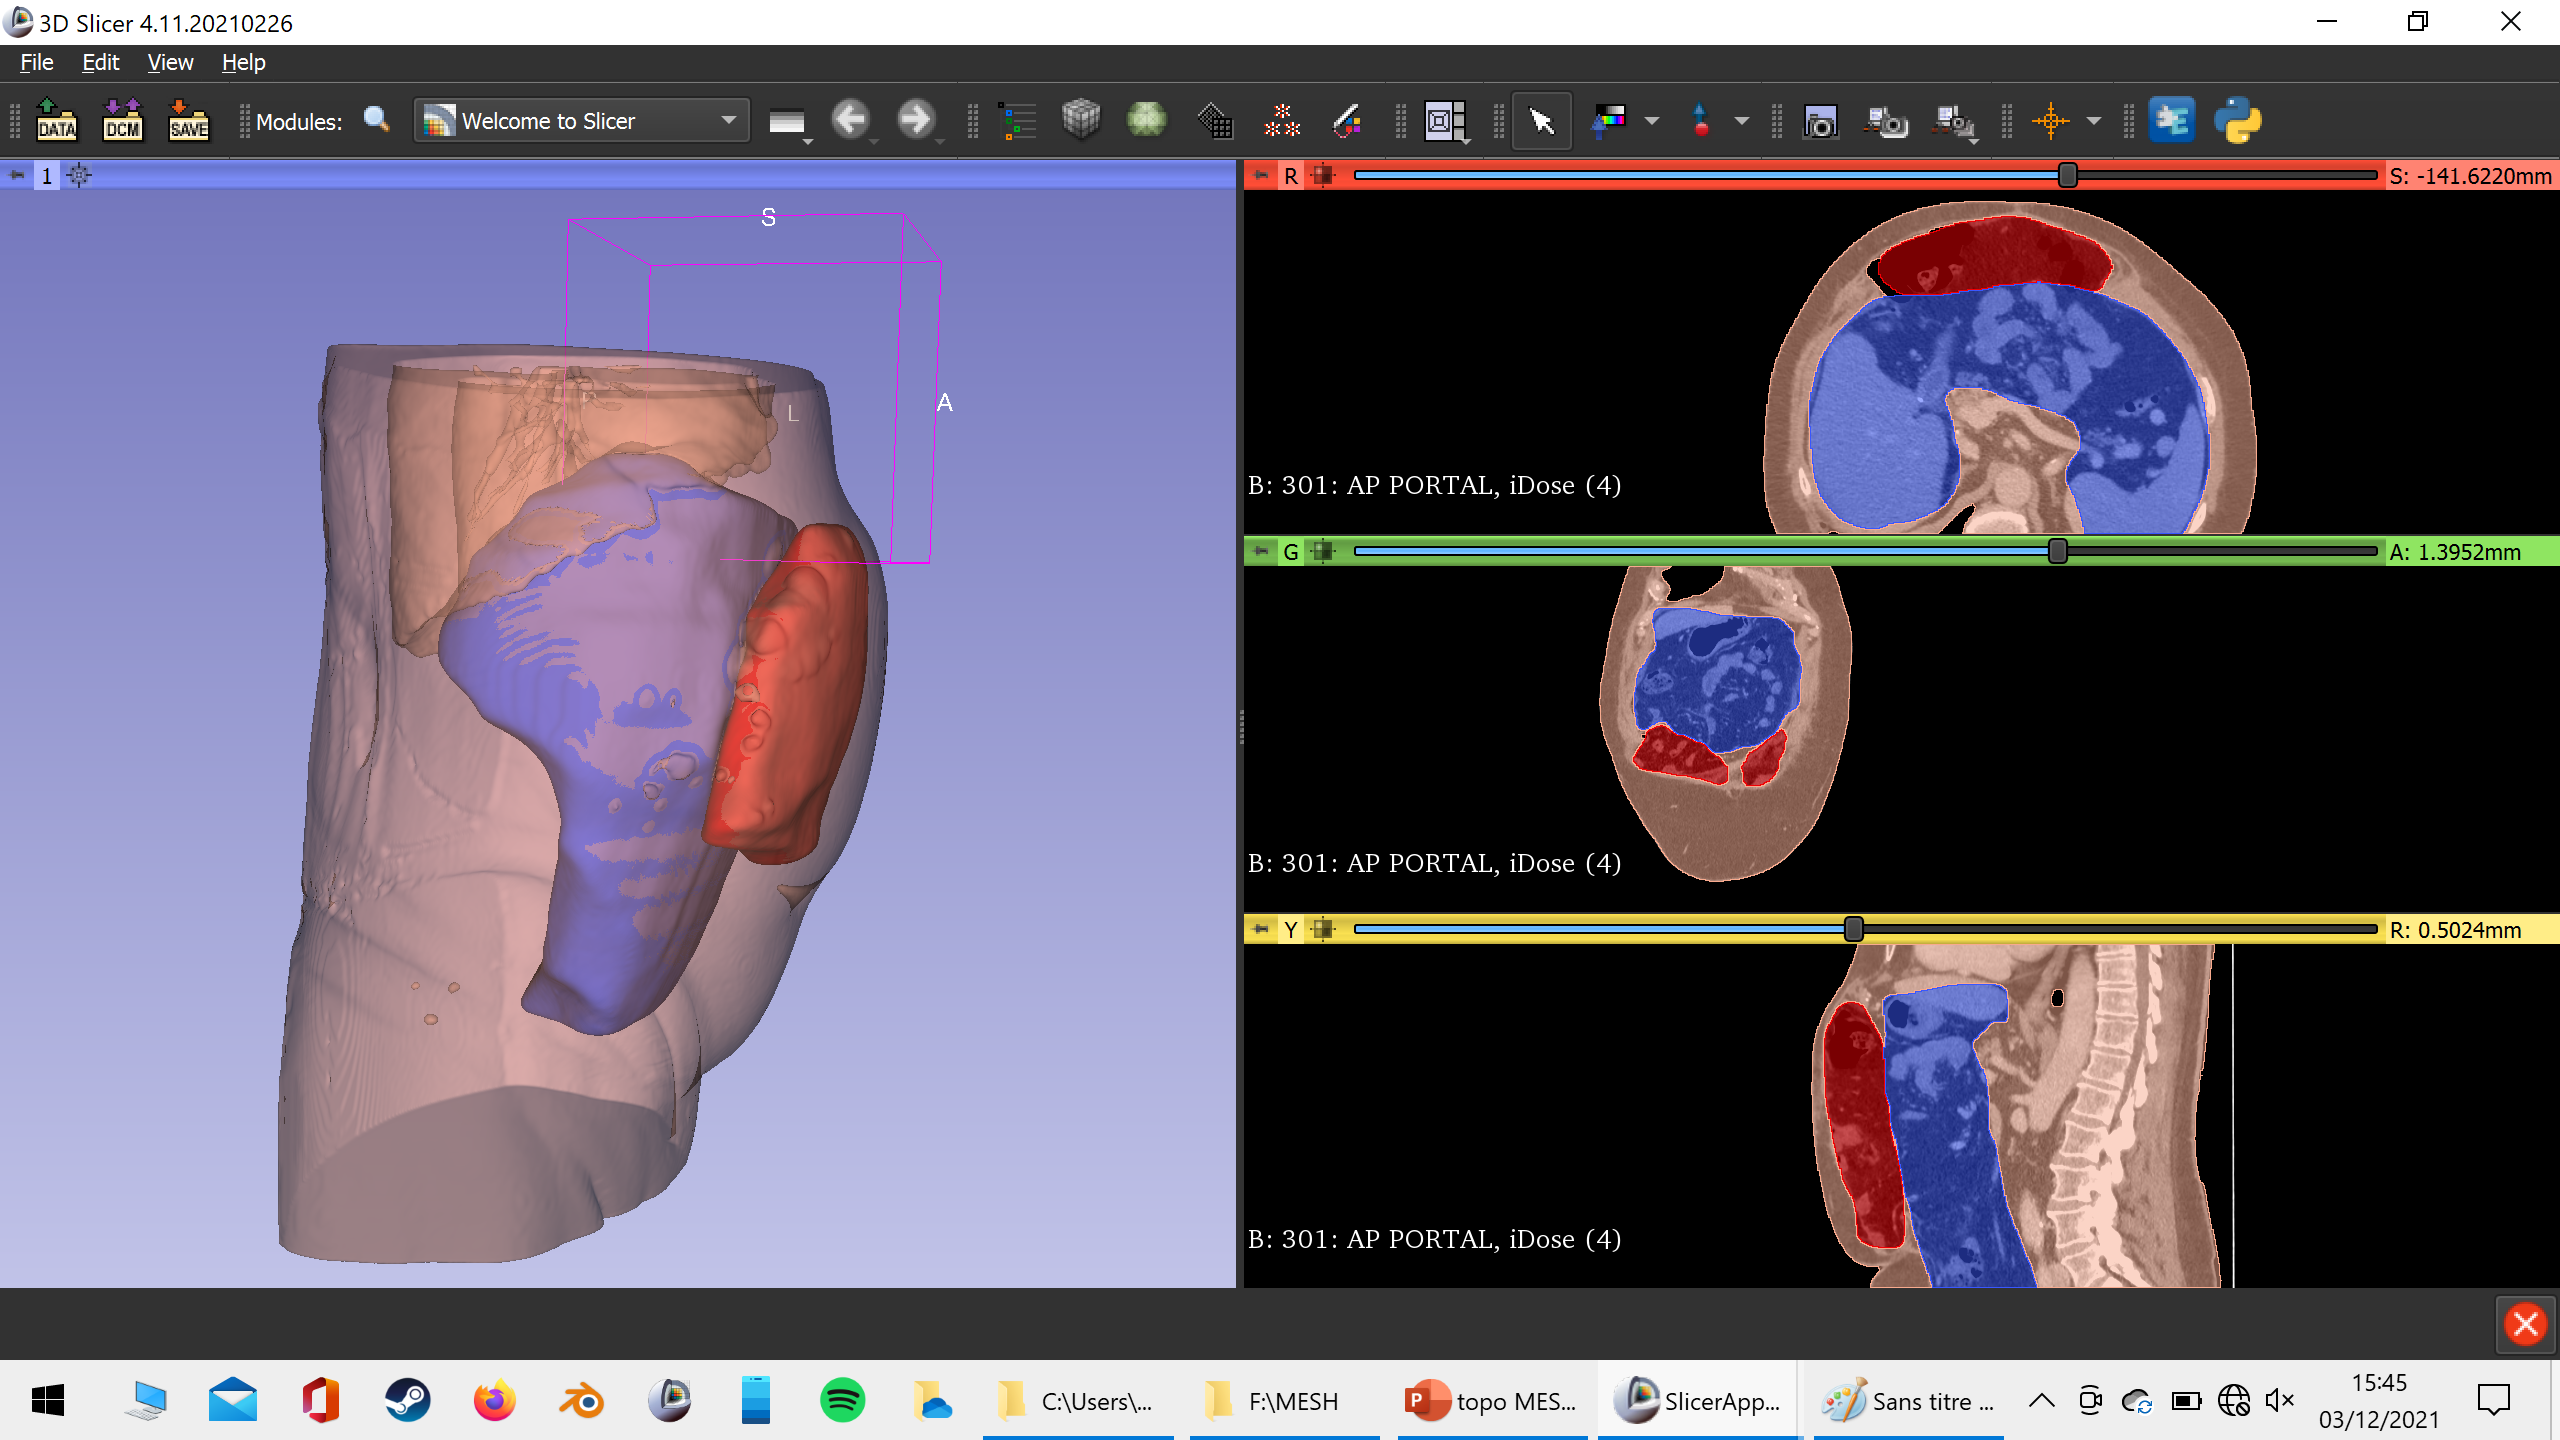 3D Slicer 4.11.20210226
File Edit View Help
DATA DCM SAVE Modules: Welcome to Slicer
1
S
A
L
R S: -141.6220mm
B: 301: AP PORTAL, iDose (4)
G A: 1.3952mm
B: 301: AP PORTAL, iDose (4)
Y R: 0.5024mm
B: 301: AP PORTAL, iDose (4)
C:\Users\... F:\MESH topo MES... SlicerApp... Sans titre ... 15:45
03/12/2021